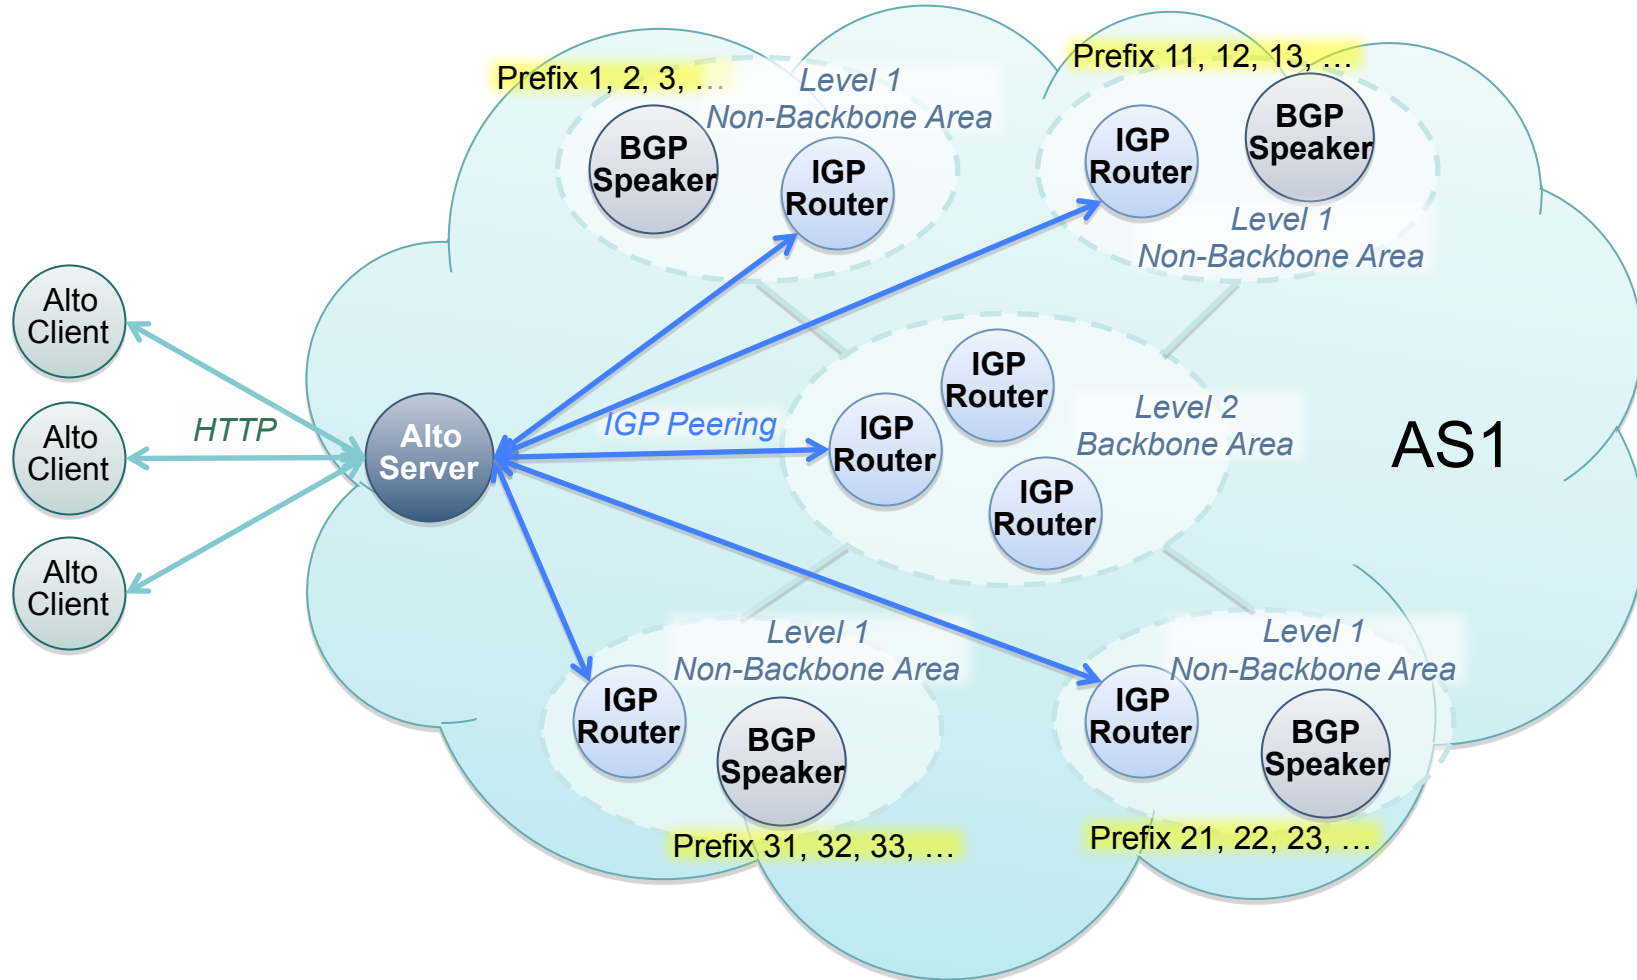 Prefix 1, 2, 3, …
Level 1
Non-Backbone Area
BGP
Speaker
IGP
Router
Prefix 11, 12, 13, …
IGP
Router
BGP
Speaker
Level 1
Non-Backbone Area
Alto
Client
Alto
Client
Alto
Client
HTTP
Alto
Server
IGP Peering
IGP
Router
IGP
Router
IGP
Router
Level 2
Backbone Area
AS1
Level 1
Non-Backbone Area
IGP
Router
BGP
Speaker
Prefix 31, 32, 33, …
Level 1
Non-Backbone Area
IGP
Router
BGP
Speaker
Prefix 21, 22, 23, …